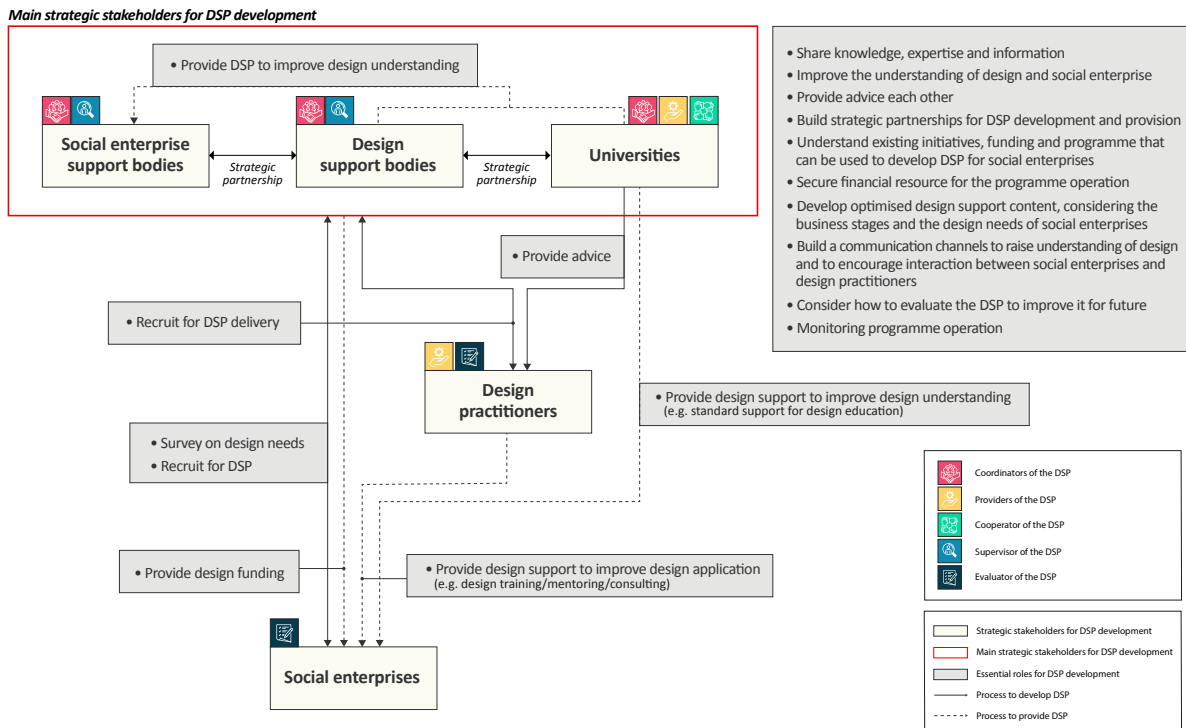 Main strategic stakeholders for DSP development
• Provide DSP to improve design understanding
Social enterprise
support bodies
Strategic
partnership
Design
support bodies
Strategic
partnership
Universities
• Share knowledge, expertise and information
• Improve the understanding of design and social enterprise
• Provide advice each other
• Build strategic partnerships for DSP development and provision
• Understand existing initiatives, funding and programme that
can be used to develop DSP for social enterprises
• Secure financial resource for the programme operation
• Develop optimised design support content, considering the
business stages and the design needs of social enterprises
• Build a communication channels to raise understanding of design
and to encourage interaction between social enterprises and
design practitioners
• Consider how to evaluate the DSP to improve it for future
• Monitoring programme operation
• Provide advice
• Recruit for DSP delivery
Design
practitioners
• Provide design support to improve design understanding
(e.g. standard support for design education)
• Survey on design needs
• Recruit for DSP
• Provide design funding
• Provide design support to improve design application
(e.g. design training/mentoring/consulting)
Social enterprises
Coordinators of the DSP
Providers of the DSP
Cooperator of the DSP
Supervisor of the DSP
Evaluator of the DSP
Strategic stakeholders for DSP development
Main strategic stakeholders for DSP development
Essential roles for DSP development
Process to develop DSP
Process to provide DSP